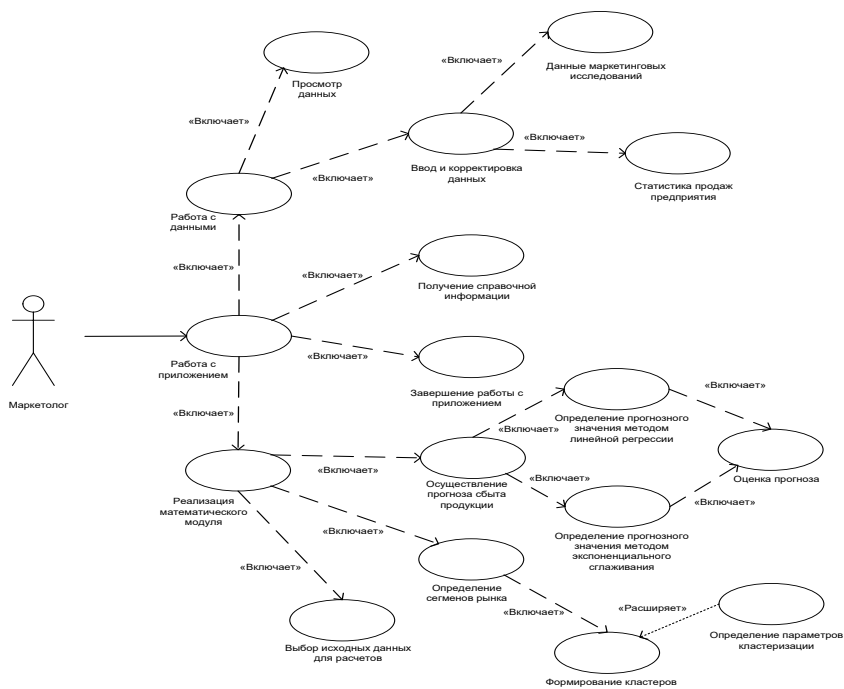 «Включает»
Данные маркетинговых
исследований
Просмотр
данных
«Включает»
«Включает»
«Включает»
Ввод и корректировка
данных
Статистика продаж
предприятия
Работа с
данными
«Включает»
«Включает»
Получение справочной
информации
Маркетолог
Работа с
приложением
«Включает»
Завершение работы с
приложением
«Включает»
«Включает»
Определение прогнозного
значения методом
линейной регрессии
«Включает»
«Включает»
Осуществление
прогноза сбыта
продукции
«Включает»
Оценка прогноза
«Включает»
Реализация
математического
модуля
«Включает»
Определение прогнозного
значения методом
экспоненциального
сглаживания
«Включает»
Определение
сегменов рынка
«Включает»
«Расширяет»
Определение параметров
кластеризации
Выбор исходных данных
для расчетов
Формирование кластеров